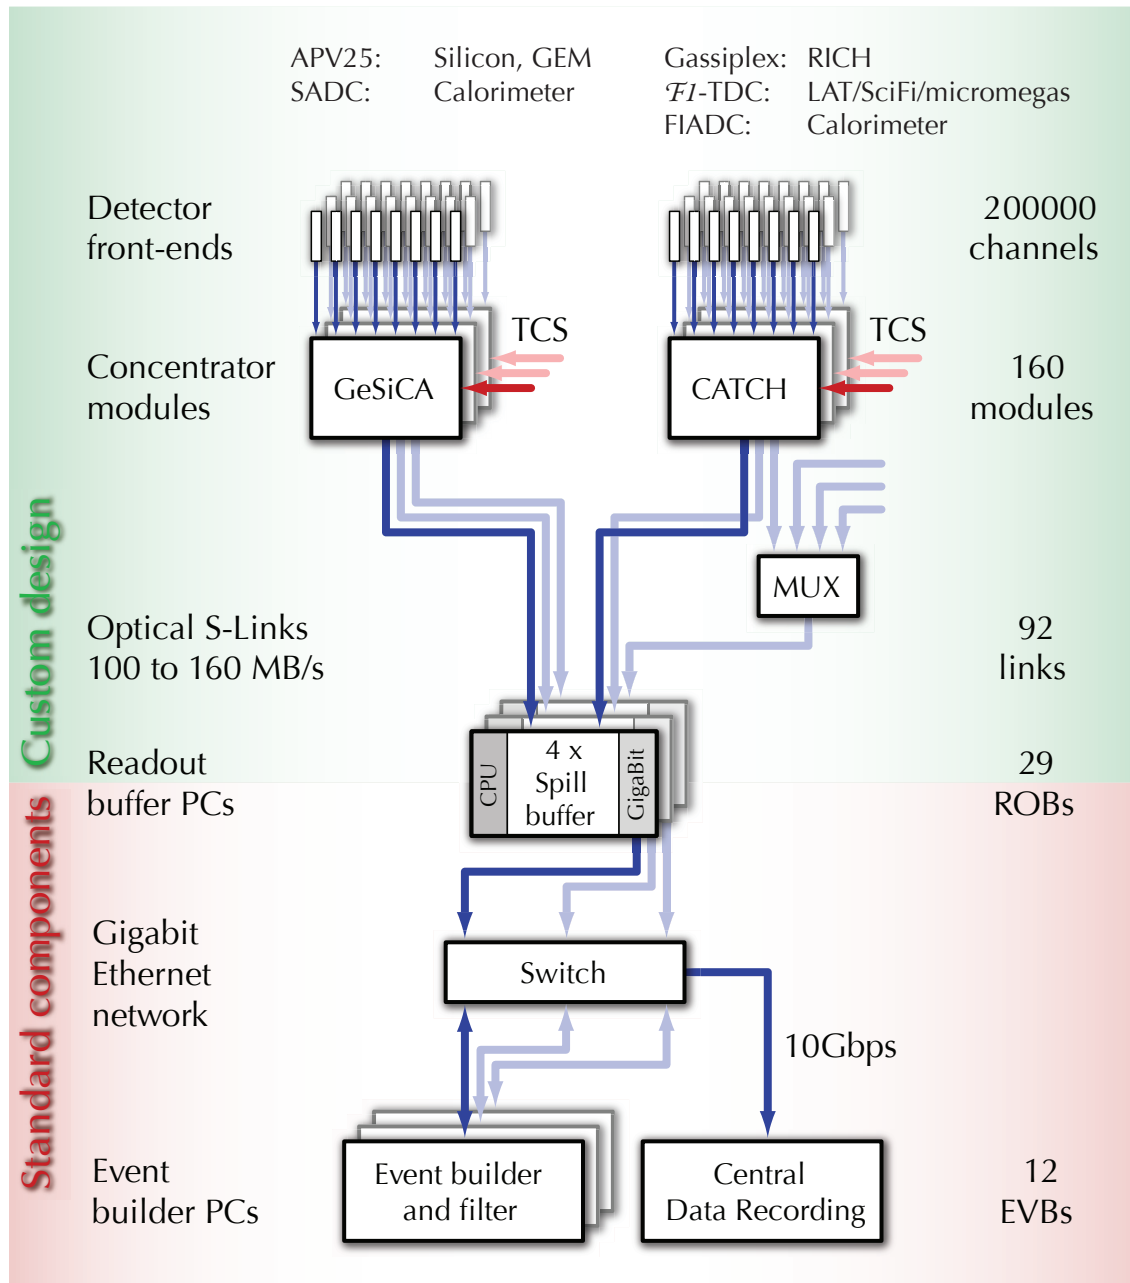 APV25: Silicon, GEM
SADC: Calorimeter
Gassiplex: RICH
F1-TDC: LAT/SciFi/micromegas
FIADC: Calorimeter
Detector
front-ends
200000
channels
TCS
TCS
Concentrator
modules
GeSiCA
CATCH
160
modules
MUX
Optical S-Links
100 to 160 MB/s
92
links
Custom design
Readout
buffer PCs
CPU
4 x
Spill
buffer
GigaBit
29
ROBs
Standard components
Gigabit
Ethernet
network
Switch
10Gbps
Event
builder PCs
Event builder
and filter
Central
Data Recording
12
EVBs